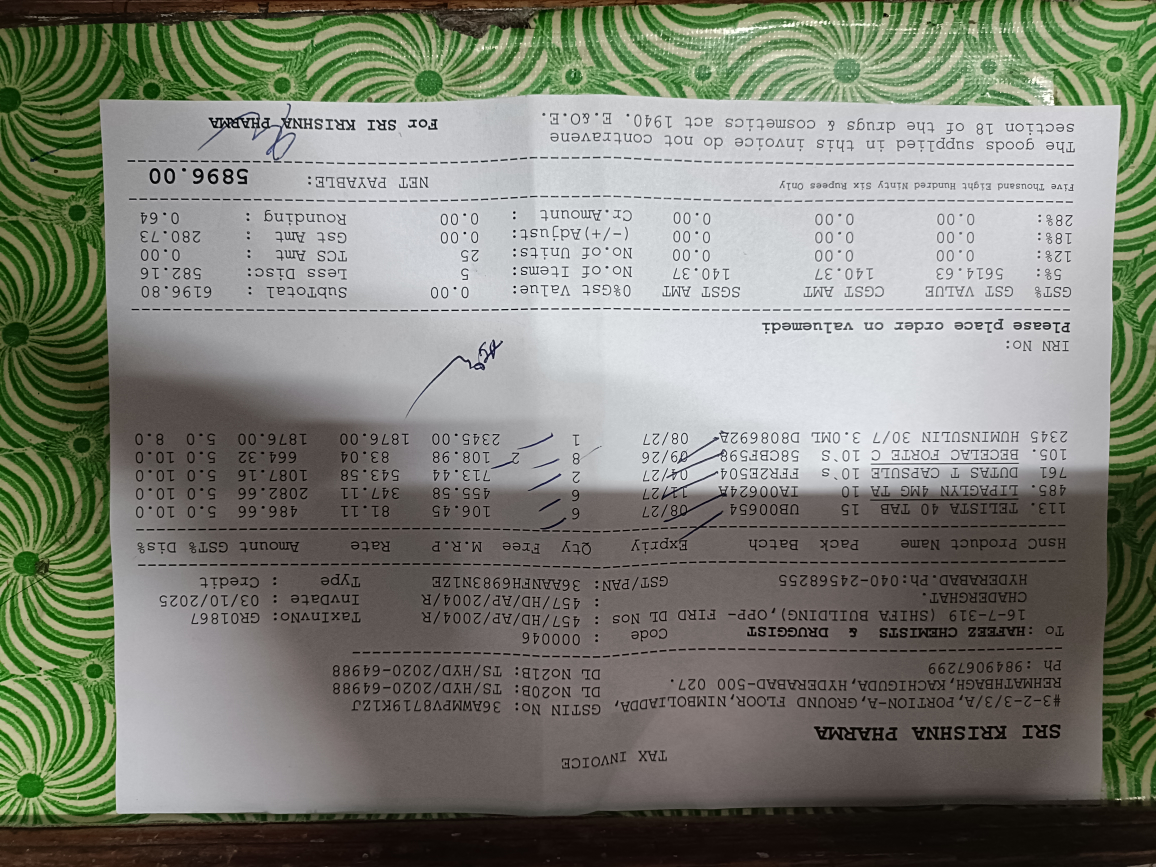 TAX INVOICE
SRI KRISHNA PHARMA
#3-2-3/3/A, PORTION-A, GROUND FLOOR, NIMBOLIADDA, GSTIN No: 36AWMPV8719K1ZJ
REHMATHBAGH, KACHIGUDA, HYDERABAD-500 027. DL No20B: TS/HYD/2020-64988
Ph :9849067299 DL No21B: TS/HYD/2020-64988
To: HAFEEZ CHEMISTS & DRUGGIST Code : 000046
16-7-319 (SHIFA BUILDING), OPP- FIRD DL Nos : 457/HD/AP/2004/R TaxInvNo: GR01867
CHADERGHAT. : 457/HD/AP/2004/R InvDate : 03/10/2025
HYDERABAD.Ph:040-24568255 GST/PAN: 36AANFH6983N1ZE Type : Credit
Hsnc Product Name Pack Batch Expriy Qty Free M.R.P Rate Amount GST% Dis%
113. TELISTA 40 TAB 15 UB00654 08/27 6 106.45 81.11 486.66 5.0 10.0
485. LIPAGLYN 4MG TA 10 IA00624A 11/27 6 455.58 347.11 2082.66 5.0 10.0
761 DUTAS T CAPSULE 10`s FFR2504 04/27 2 713.44 543.58 1087.16 5.0 10.0
105. BECELAC FORTE C 10`S 58CBF598 09/26 8 2 108.98 83.04 664.32 5.0 10.0
2345 HUMINSULIN 30/7 3.0ML D808692A 08/27 1 2345.00 1876.00 1876.00 5.0 8.0
IRN No:
Please place order on valuemedi
GST% GST VALUE CGST AMT SGST AMT 0%Gst Value: 0.00 SubTotal : 6196.80
5%: 5614.63 140.37 140.37 No.of Items: 5 Less Disc: 582.16
12%: 0.00 0.00 0.00 No.of Units: 25 TCS Amt : 0.00
18%: 0.00 0.00 0.00 (-/+)Adjust: 0.00 Gst Amt : 280.73
28%: 0.00 0.00 0.00 Cr.Amount : 0.00 Rounding : 0.64
Five Thousand Eight Hundred Ninty Six Rupees Only NET PAYABLE: 5896.00
The goods supplied in this invoice do not contravene
section 18 of the drugs & cosmetics act 1940. E.&O.E. For SRI KRISHNA PHARMA